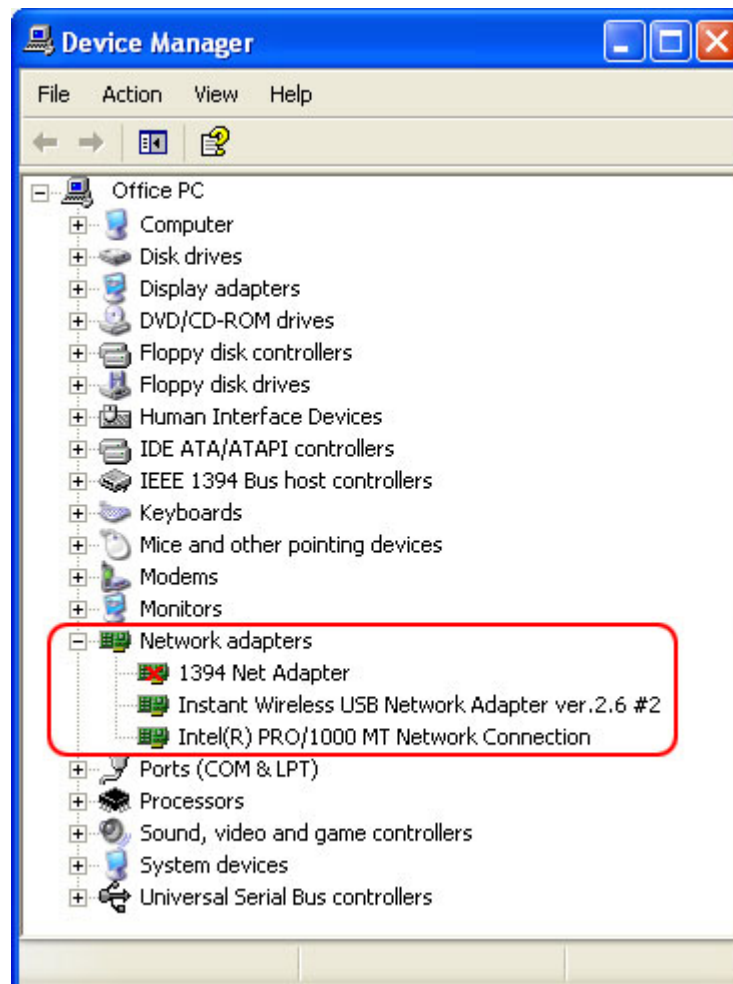 Device Manager
File Action View Help
Office PC
Computer
Disk drives
Display adapters
DVD/CD-ROM drives
Floppy disk controllers
Floppy disk drives
Human Interface Devices
IDE ATA/ATAPI controllers
IEEE 1394 Bus host controllers
Keyboards
Mice and other pointing devices
Modems
Monitors
Network adapters
1394 Net Adapter
Instant Wireless USB Network Adapter ver.2.6 #2
Intel(R) PRO/1000 MT Network Connection
Ports (COM & LPT)
Processors
Sound, video and game controllers
System devices
Universal Serial Bus controllers